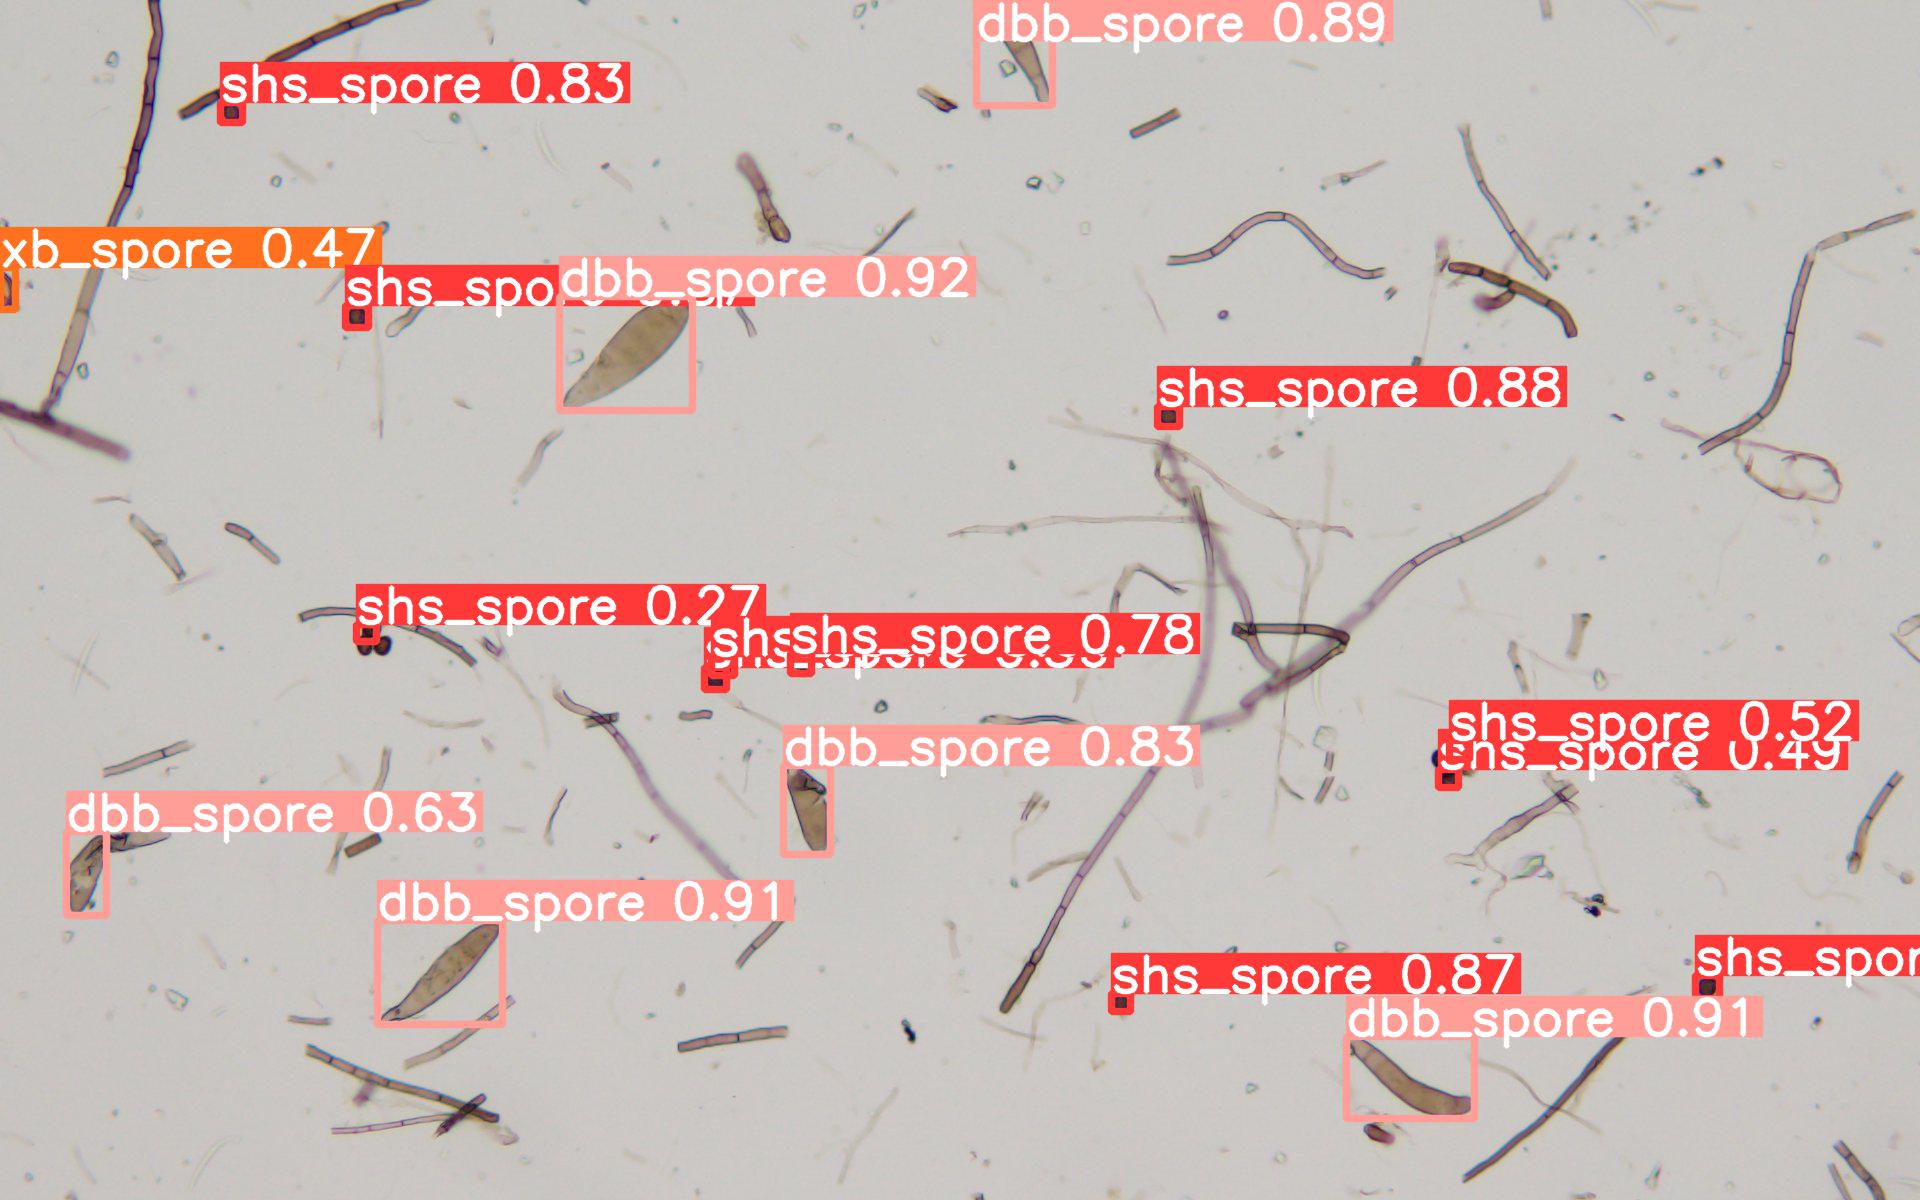 dbb_spore 0.89
shs_spore 0.83
xb_spore 0.47
shs_spo
dbb_spore 0.92
shs_spore 0.88
shs_spore 0.27
shs
shs_spore 0.78
shs_spore 0.52
shs_spore 0.49
dbb_spore 0.83
dbb_spore 0.63
dbb_spore 0.91
shs_spor
shs_spore 0.87
dbb_spore 0.91